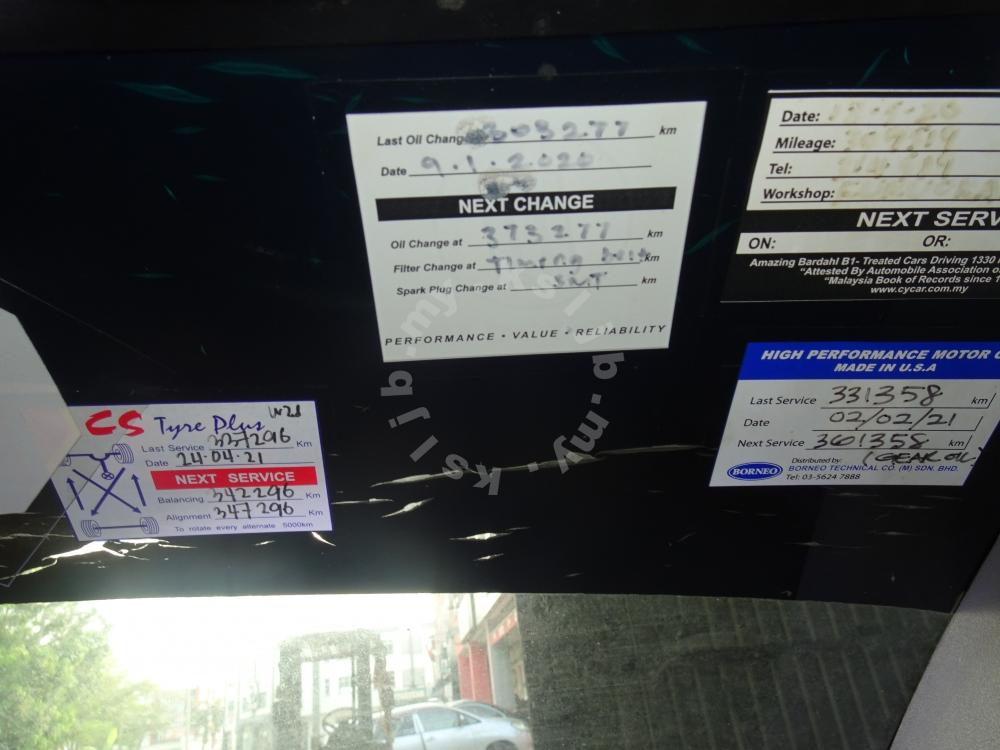 Last Oil Change 303277 km
Date 9.1.2020
NEXT CHANGE
Oil Change at 373277 km
Filter Change at Timing Belt km
Spark Plug Change at km
PERFORMANCE • VALUE • RELIABILITY
Date:
Mileage:
Tel:
Workshop:
NEXT SERV
ON: OR:
Amazing Bardahl B1- Treated Cars Driving 1330
"Attested By Automobile Association
"Malaysia Book of Records since 1
www.cycar.com.my
CS Tyre Plus W21
Last Service 337296 Km
Date 24.04.21
NEXT SERVICE
Balancing 342296 Km
Alignment 347296 Km
To rotate every alternate 5000km
HIGH PERFORMANCE MOTOR
MADE IN U.S.A
Last Service 331358 km/
Date 02/02/21
Next Service 361358 km/
(GEAR OIL)
Distributed by:
BORNEO BORNEO TECHNICAL CO. (M) SDN. BHD.
Tel: 03-5624 7888